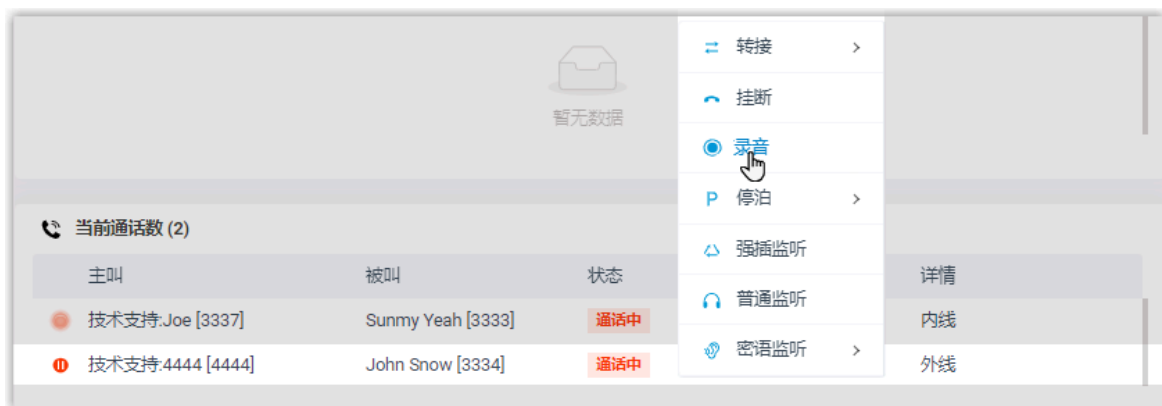 转接
挂断
暂无数据
录音
P 停泊
当前通话数 (2)
强插监听
主叫 被叫 状态 详情
普通监听
技术支持:Joe [3337] Sunmy Yeah [3333] 通话中 内线
密语监听
技术支持:4444 [4444] John Snow [3334] 通话中 外线